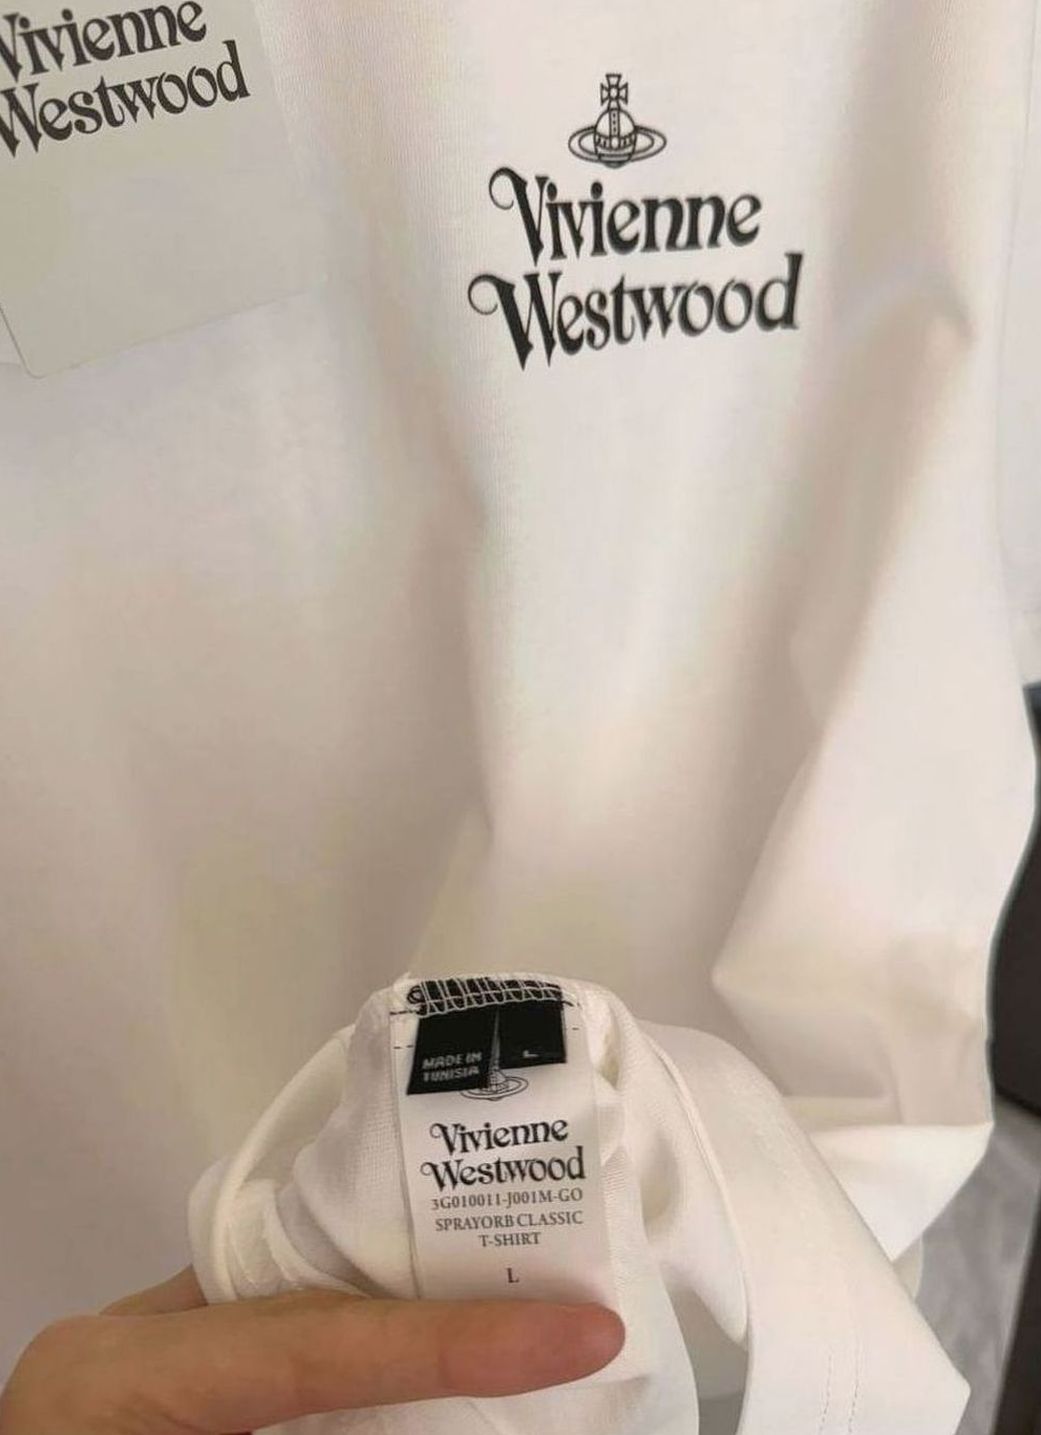 Vivienne
Westwood
Vivienne
Westwood
MADE IN
TUNISIA
L
Vivienne
Westwood
3G010011-J001M-GO
SPRAYORB CLASSIC
T-SHIRT
L